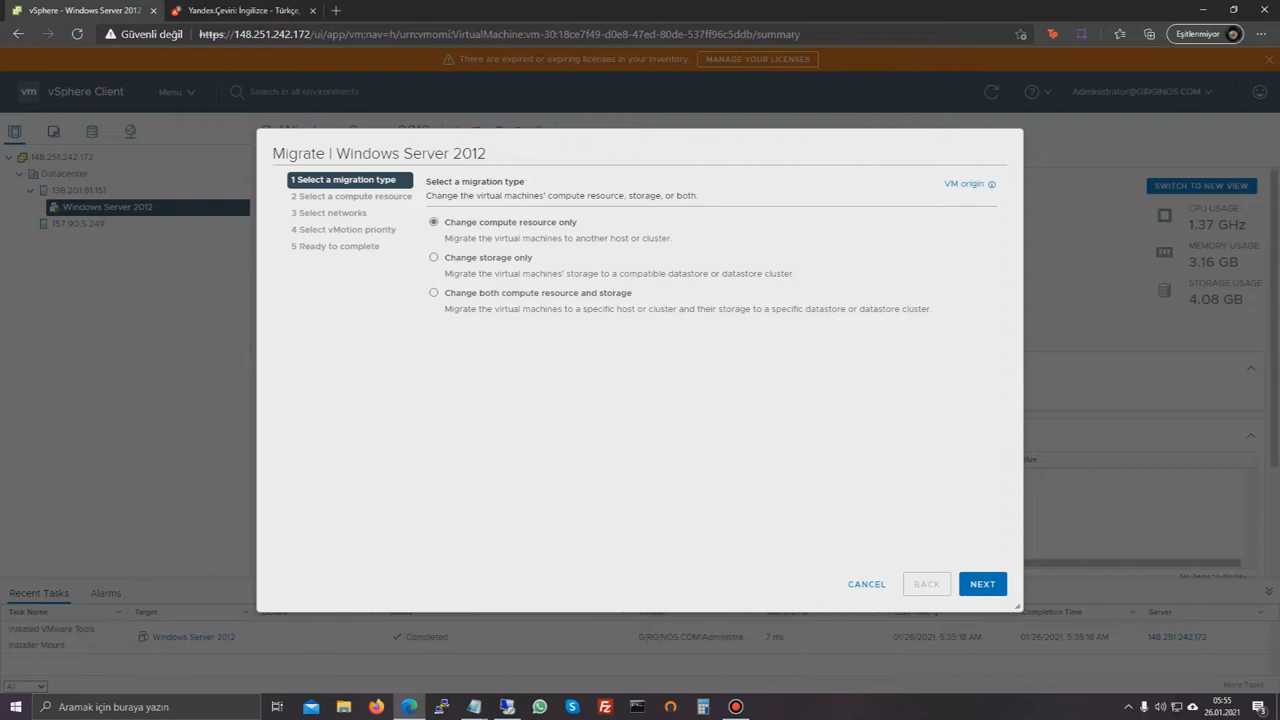 vSphere - Windows Server 2012
Yandex.Çeviri: İngilizce - Türkçe,
Güvenli değil
https://148.251.242.172/ui/app/vm;nav=h/urn:vmomi:VirtualMachine:vm-30:18ce7f49-d0e8-47ed-80de-537ff96c5ddb/summary
Eşitlenmiyor
There are expired or expiring licenses in your inventory.
MANAGE YOUR LICENSES
vm
vSphere Client
Menu
Search in all environments
Administrator@GIRGINOS.COM
148.251.242.172
Datacenter
138.201.61.151
Windows Server 2012
157.90.5.249
Migrate | Windows Server 2012
1 Select a migration type
2 Select a compute resource
3 Select networks
4 Select vMotion priority
5 Ready to complete
Select a migration type
Change the virtual machines' compute resource, storage, or both.
VM origin
Change compute resource only
Migrate the virtual machines to another host or cluster.
Change storage only
Migrate the virtual machines' storage to a compatible datastore or datastore cluster.
Change both compute resource and storage
Migrate the virtual machines to a specific host or cluster and their storage to a specific datastore or datastore cluster.
CANCEL
BACK
NEXT
SWITCH TO NEW VIEW
CPU USAGE
1.37 GHz
MEMORY USAGE
3.16 GB
STORAGE USAGE
4.08 GB
No items to display
Recent Tasks
Alarms
Task Name
Target
Completion Time
Server
Initiated VMware Tools
Installer Mount
Windows Server 2012
Completed
GIRGINOS.COM\Administra...
7 ms
01/26/2021, 5:35:18 AM
01/26/2021, 5:35:18 AM
148.251.242.172
All
More Tasks
Aramak için buraya yazın
05:55
26.01.2021